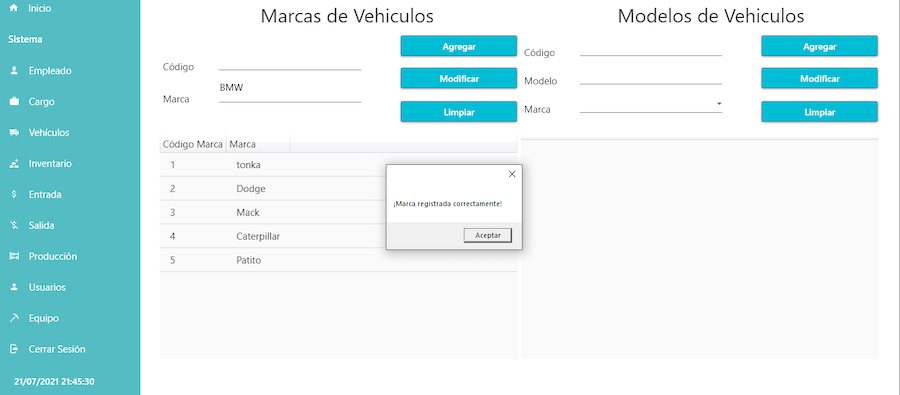 Inicio
Sistema
Empleado
Cargo
Vehículos
Inventario
Entrada
Salida
Producción
Usuarios
Equipo
Cerrar Sesión
21/07/2021 21:45:30
Marcas de Vehiculos
Código
Marca
BMW
Agregar
Modificar
Limpiar
Código Marca Marca
1 tonka
2 Dodge
3 Mack
4 Caterpillar
5 Patito
Modelos de Vehiculos
Código
Modelo
Marca
Agregar
Modificar
Limpiar
¡Marca registrada correctamente!
Aceptar